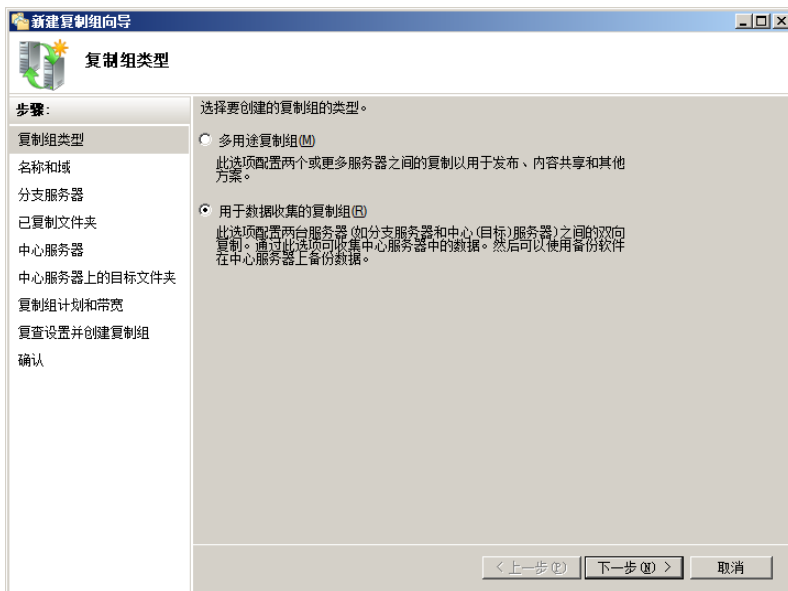 新建复制组向导
复制组类型
步骤:
复制组类型
名称和域
分支服务器
已复制文件夹
中心服务器
中心服务器上的目标文件夹
复制组计划和带宽
复查设置并创建复制组
确认
选择要创建的复制组的类型。
多用途复制组(M)
此选项配置两个或更多服务器之间的复制以用于发布、内容共享和其他
方案。
用于数据收集的复制组(R)
此选项配置两台服务器(如分支服务器和中心(目标)服务器)之间的双向
复制。通过此选项可收集中心服务器中的数据。然后可以使用备份软件
在中心服务器上备份数据。
< 上一步(P)
下一步(N) >
取消